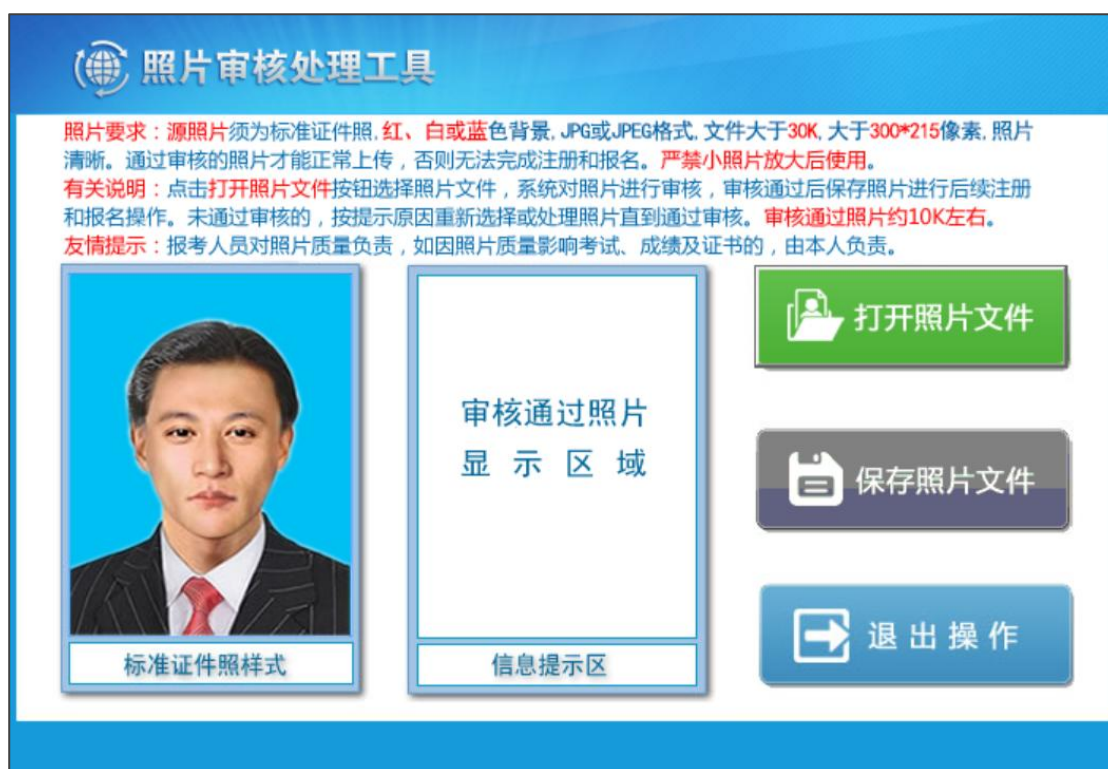 照片审核处理工具
照片要求：源照片须为标准证件照,红、白或蓝色背景,JPG或JPEG格式,文件大于30K,大于300*215像素,照片
清晰。通过审核的照片才能正常上传，否则无法完成注册和报名。严禁小照片放大后使用。
有关说明：点击打开照片文件按钮选择照片文件，系统对照片进行审核，审核通过后保存照片进行后续注册
和报名操作。未通过审核的，按提示原因重新选择或处理照片直到通过审核。审核通过照片约10K左右。
友情提示：报考人员对照片质量负责，如因照片质量影响考试、成绩及证书的，由本人负责。
审核通过照片
显示区域
标准证件照样式
信息提示区
打开照片文件
保存照片文件
退出操作